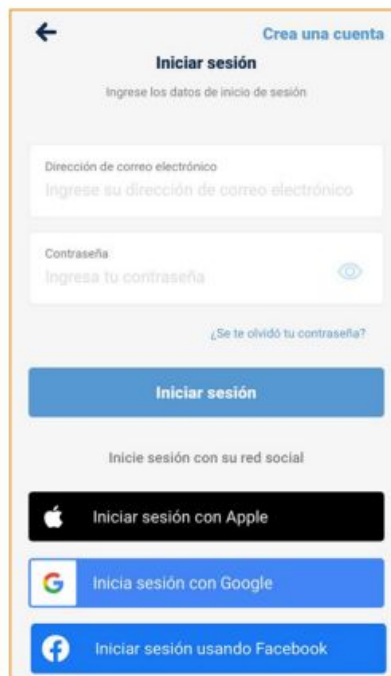 Crea una cuenta
Iniciar sesión
Ingrese los datos de inicio de sesión
Dirección de correo electrónico
Ingrese su dirección de correo electrónico
Contraseña
Ingresa tu contraseña
¿Se te olvidó tu contraseña?
Iniciar sesión
Inicie sesión con su red social
Iniciar sesión con Apple
Inicia sesión con Google
Iniciar sesión usando Facebook